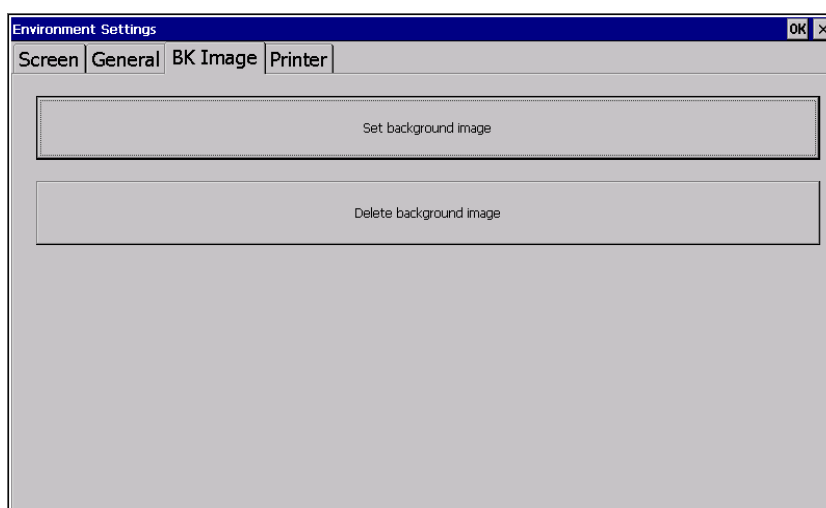 Environment Settings OK ×
Screen General BK Image Printer
Set background image
Delete background image